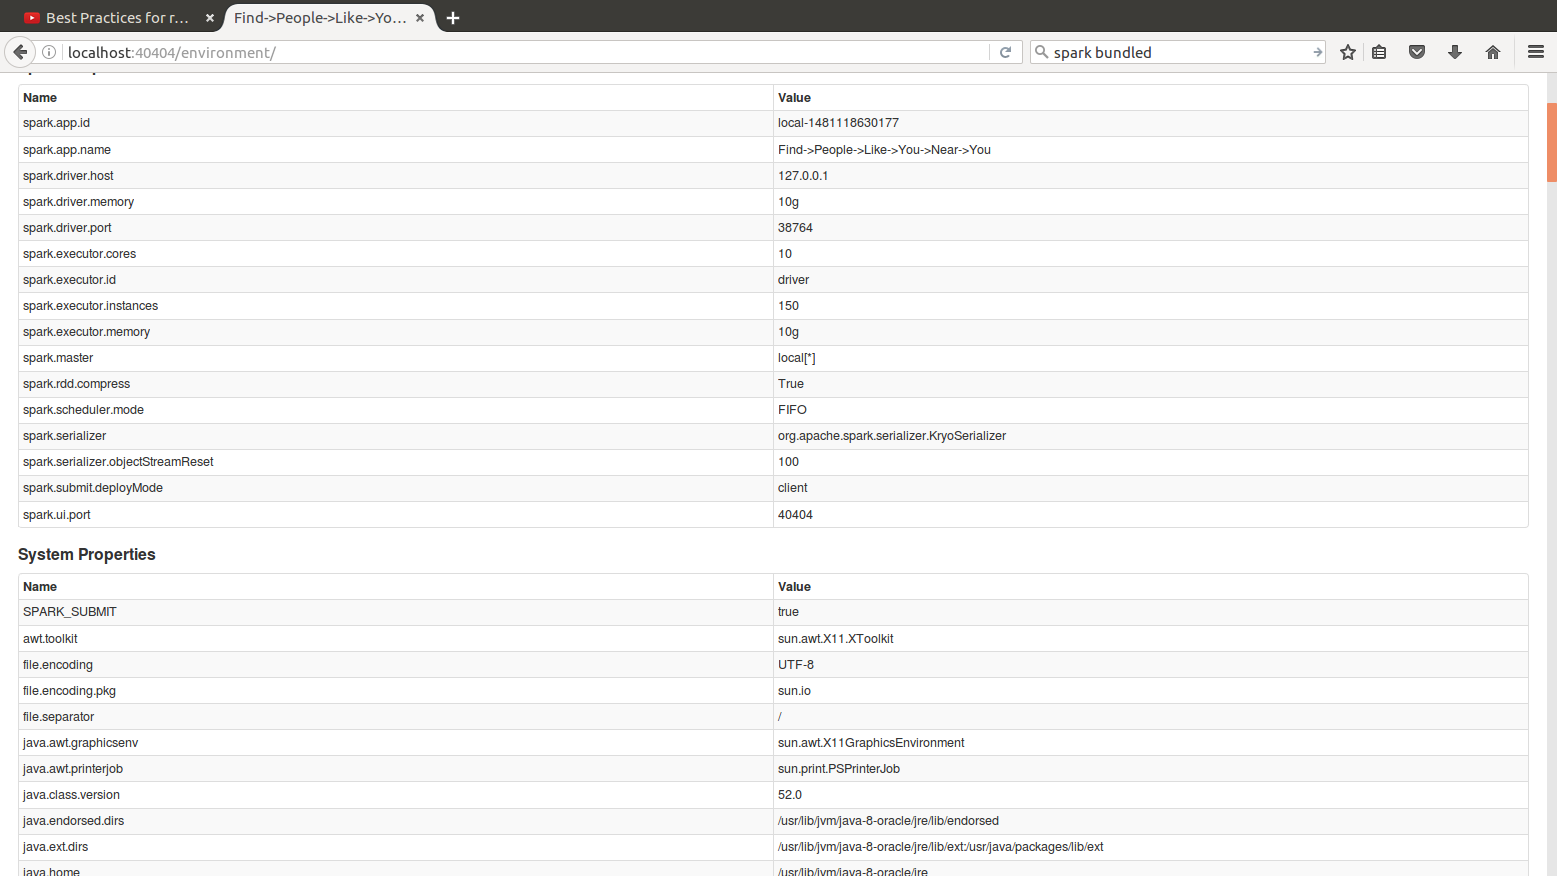 Best Practices for r...
Find->People->Like->Yo...
localhost:40404/environment/
spark bundled
Name Value
spark.app.id local-1481118630177
spark.app.name Find->People->Like->You->Near->You
spark.driver.host 127.0.0.1
spark.driver.memory 10g
spark.driver.port 38764
spark.executor.cores 10
spark.executor.id driver
spark.executor.instances 150
spark.executor.memory 10g
spark.master local[*]
spark.rdd.compress True
spark.scheduler.mode FIFO
spark.serializer org.apache.spark.serializer.KryoSerializer
spark.serializer.objectStreamReset 100
spark.submit.deployMode client
spark.ui.port 40404
System Properties
Name Value
SPARK_SUBMIT true
awt.toolkit sun.awt.X11.XToolkit
file.encoding UTF-8
file.encoding.pkg sun.io
file.separator /
java.awt.graphicsenv sun.awt.X11GraphicsEnvironment
java.awt.printerjob sun.print.PSPrinterJob
java.class.version 52.0
java.endorsed.dirs /usr/lib/jvm/java-8-oracle/jre/lib/endorsed
java.ext.dirs /usr/lib/jvm/java-8-oracle/jre/lib/ext:/usr/java/packages/lib/ext
java.home /usr/lib/jvm/java-8-oracle/jre